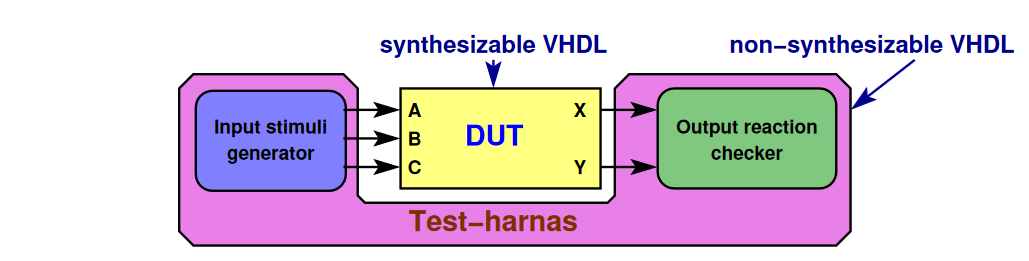 synthesizable VHDL
non−synthesizable VHDL
Input stimuli
generator
A
B
C
DUT
X
Y
Output reaction
checker
Test−harnas